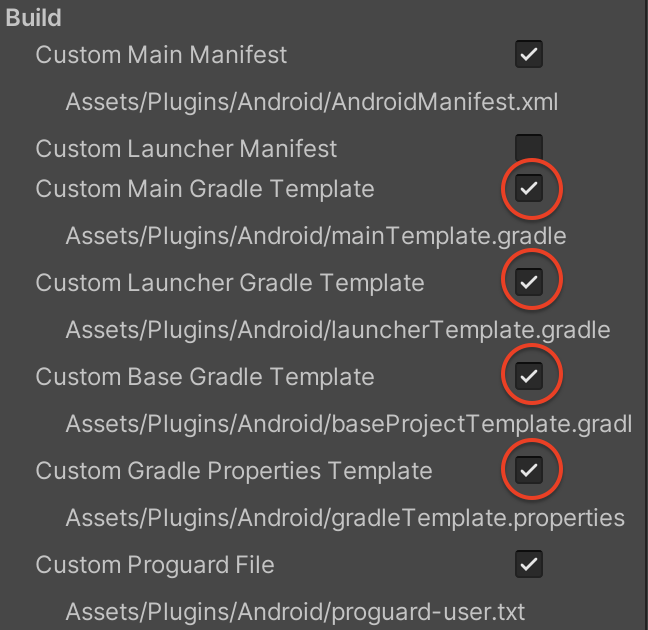 Build
Custom Main Manifest
Assets/Plugins/Android/AndroidManifest.xml
Custom Launcher Manifest
Custom Main Gradle Template
Assets/Plugins/Android/mainTemplate.gradle
Custom Launcher Gradle Template
Assets/Plugins/Android/launcherTemplate.gradle
Custom Base Gradle Template
Assets/Plugins/Android/baseProjectTemplate.gradl
Custom Gradle Properties Template
Assets/Plugins/Android/gradleTemplate.properties
Custom Proguard File
Assets/Plugins/Android/proguard-user.txt